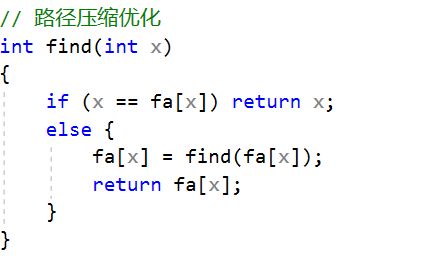 // 路径压缩优化
int find(int x)
{
    if (x == fa[x]) return x;
    else {
        fa[x] = find(fa[x]);
        return fa[x];
    }
}